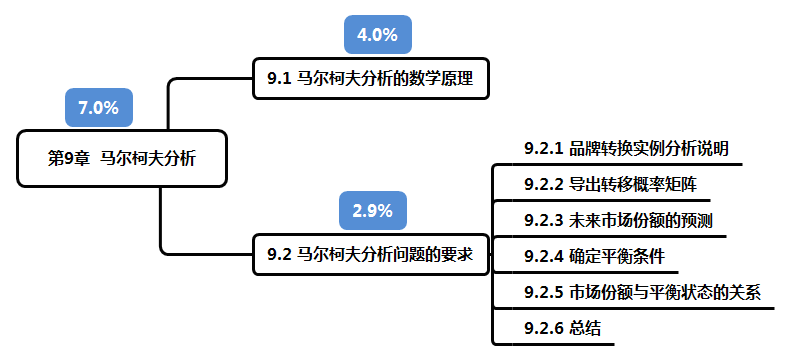 4.0%
9.1 马尔柯夫分析的数学原理
7.0%
第9章 马尔柯夫分析
2.9%
9.2 马尔柯夫分析问题的要求
9.2.1 品牌转换实例分析说明
9.2.2 导出转移概率矩阵
9.2.3 未来市场份额的预测
9.2.4 确定平衡条件
9.2.5 市场份额与平衡状态的关系
9.2.6 总结